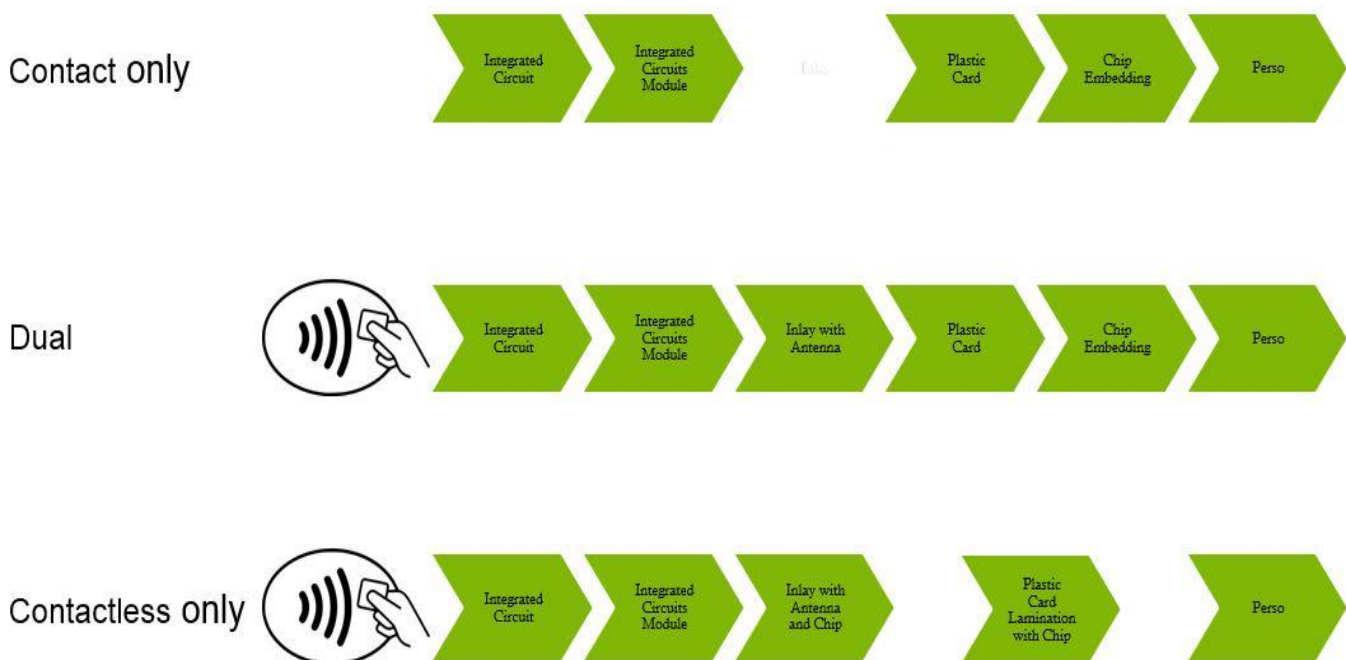 Contact only
Integrated
Circuit
Integrated
Circuits
Module
Plastic
Card
Chip
Embedding
Perso
Dual
Integrated
Circuit
Integrated
Circuits
Module
Inlay with
Antenna
Plastic
Card
Chip
Embedding
Perso
Contactless only
Integrated
Circuit
Integrated
Circuits
Module
Inlay with
Antenna
and Chip
Plastic
Card
Lamination
with Chip
Perso